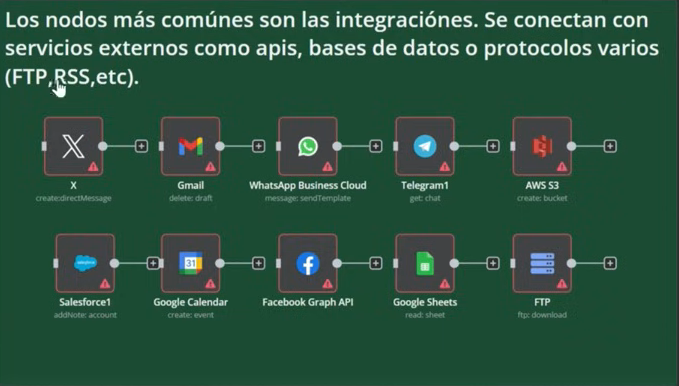 Los nodos más comúnes son las integraciónes. Se conectan con
servicios externos como apis, bases de datos o protocolos varios
(FTP,RSS,etc).
X
create:directMessage
Gmail
delete: draft
WhatsApp Business Cloud
message: sendTemplate
Telegram1
get: chat
AWS S3
create: bucket
salesforce
Salesforce1
addNote: account
31
Google Calendar
create: event
Facebook Graph API
Google Sheets
read: sheet
FTP
ftp: download